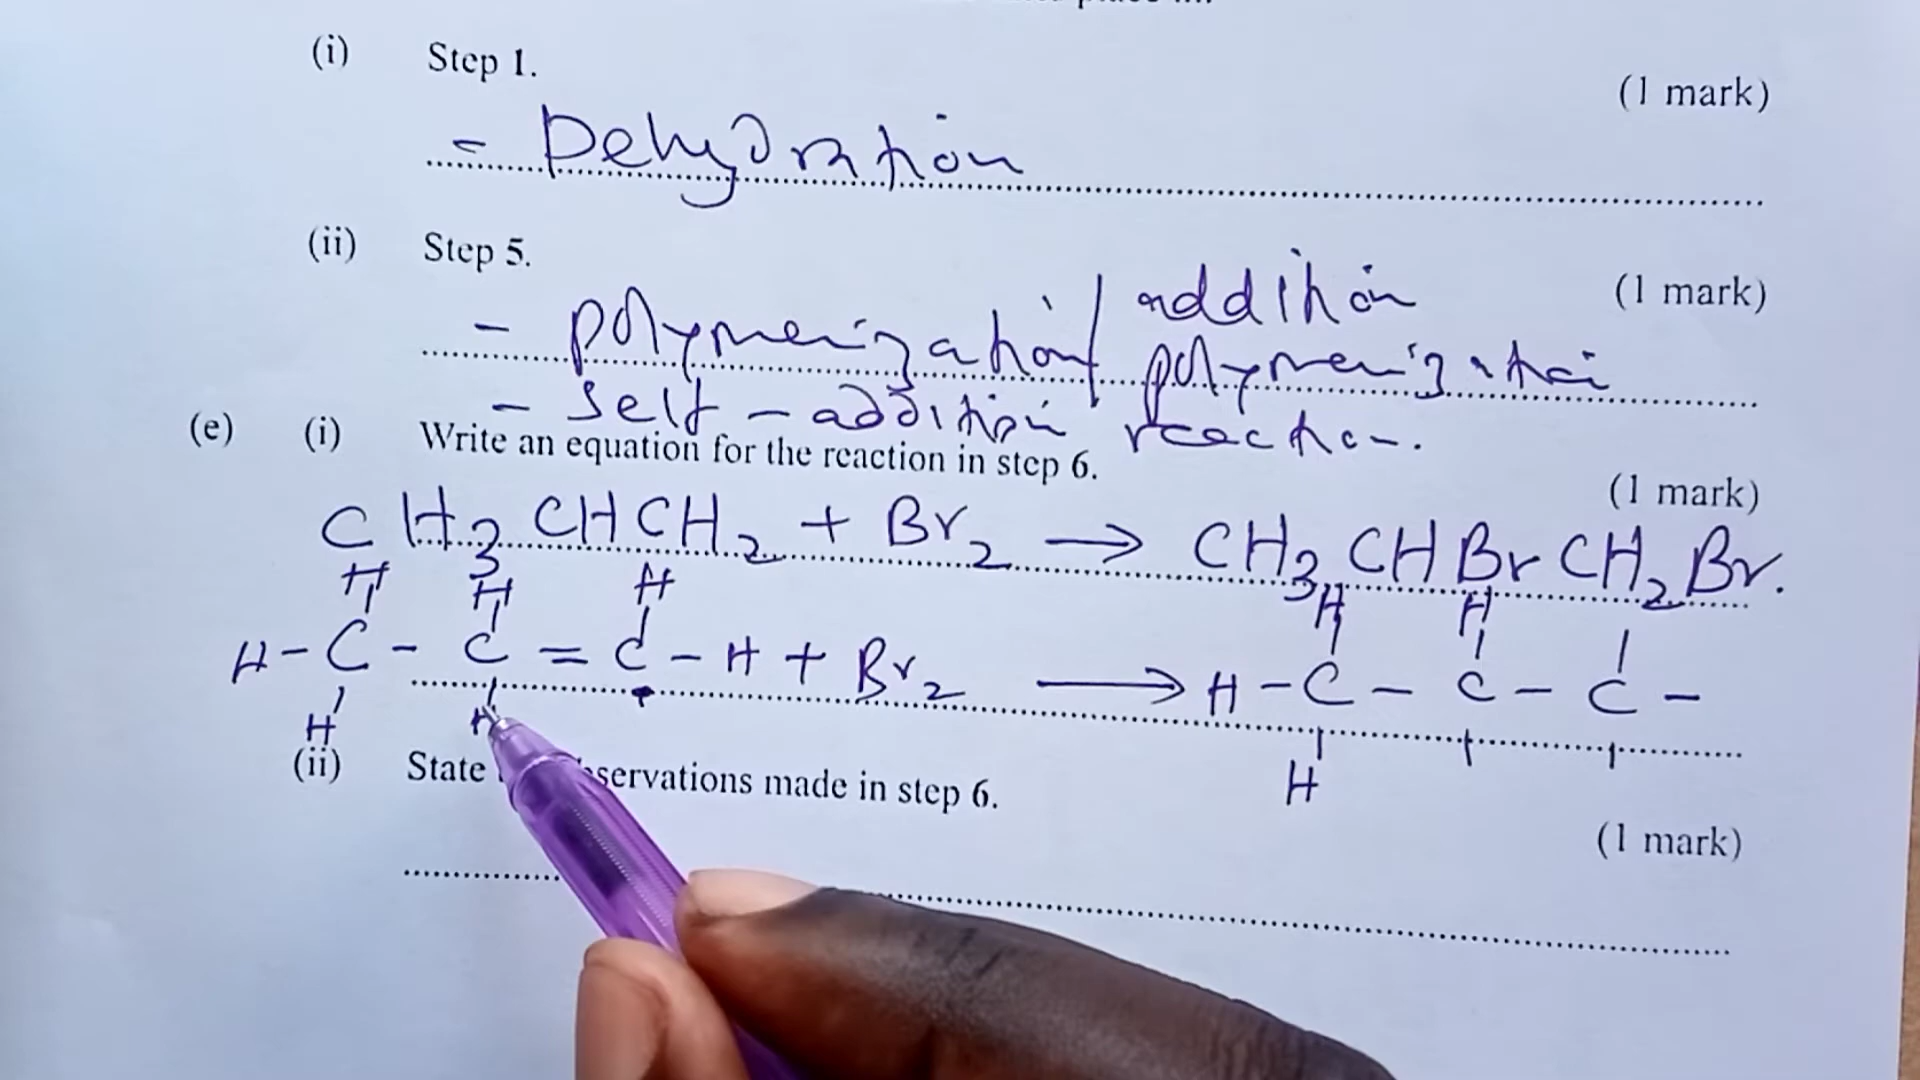 (i) Step 1. (1 mark)
- Dehydration
(ii) Step 5. (1 mark)
- polymerization/ addition polymerization
- self-addition reaction.
(e) (i) Write an equation for the reaction in step 6. (1 mark)
CH3CHCH2 + Br2 → CH3CHBrCH2Br.
H H H H H
H-C-C=C-H + Br2 → H-C-C-C-
H H H
(ii) State observations made in step 6. (1 mark)